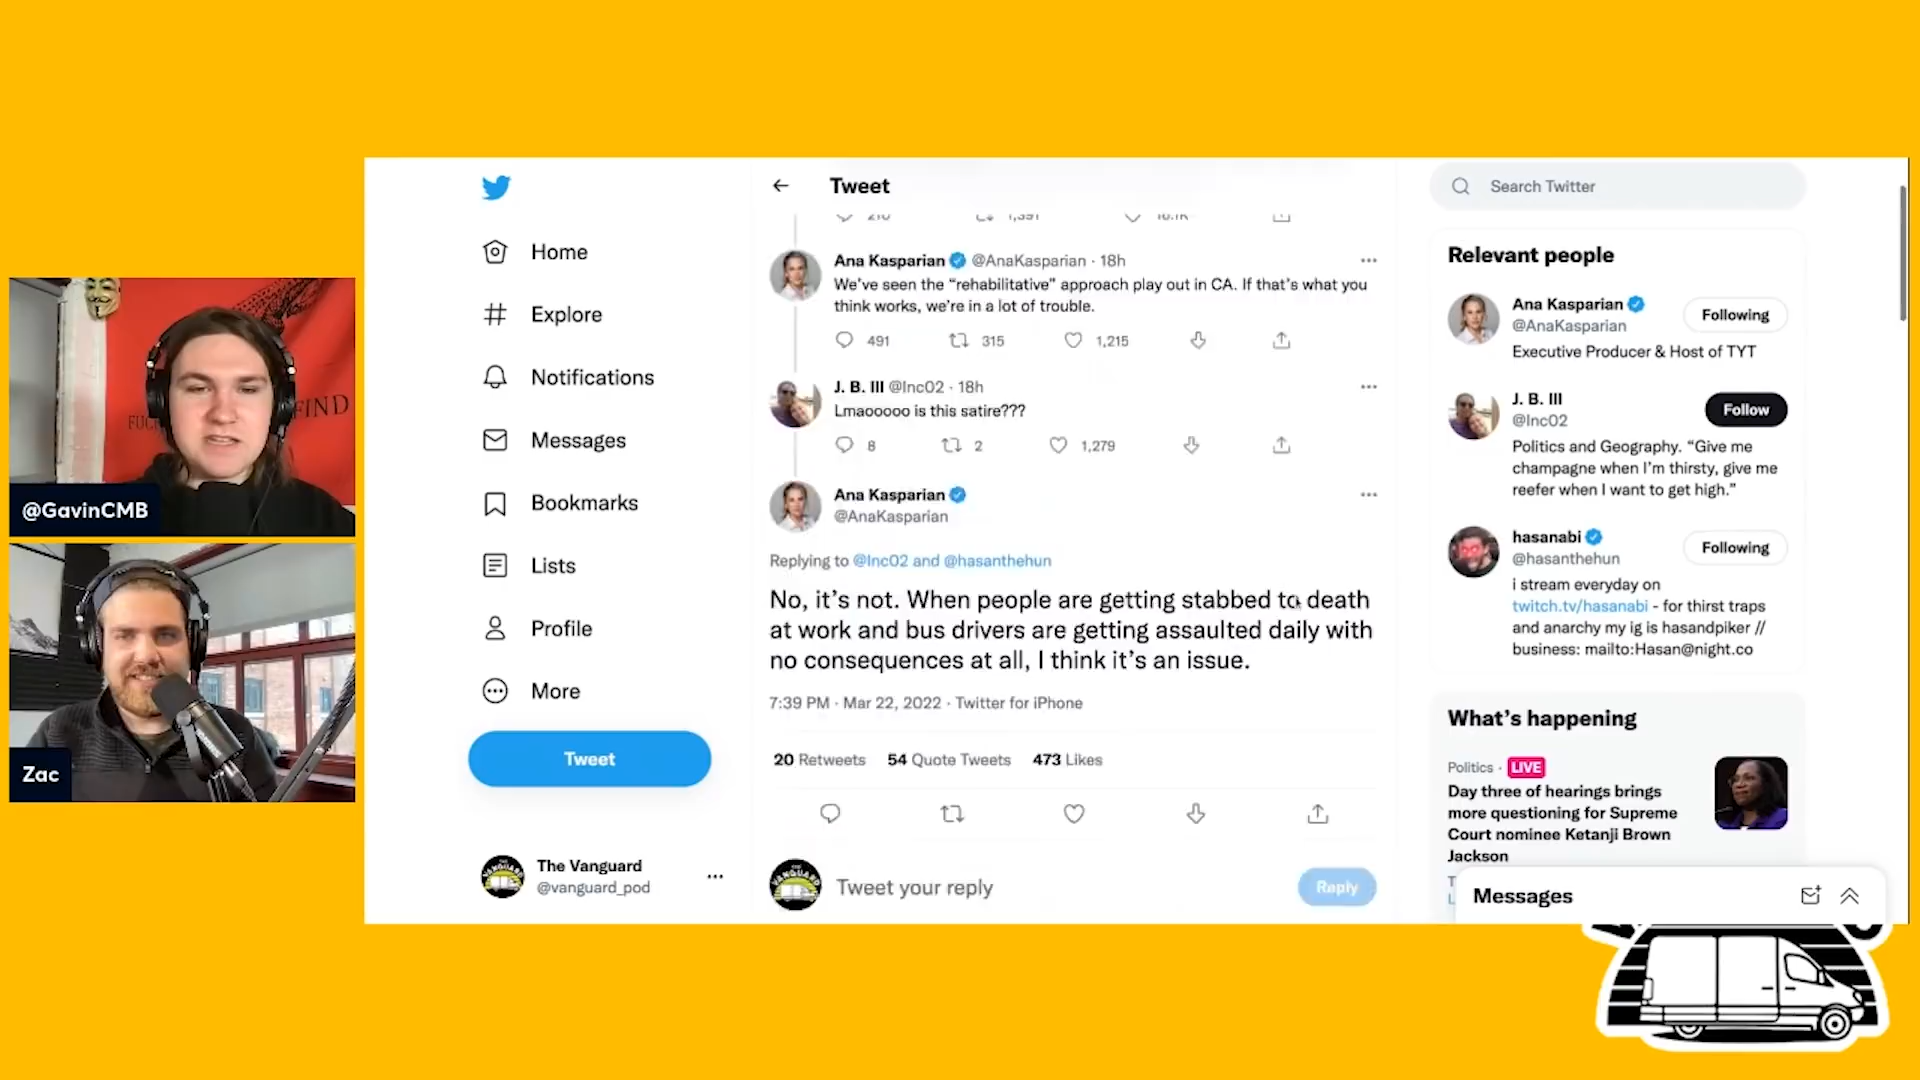 Home
Explore
Notifications
Messages
Bookmarks
Lists
Profile
More
Tweet
The Vanguard
@vanguard_pod
Tweet
Ana Kasparian @AnaKasparian · 18h
We've seen the "rehabilitative" approach play out in CA. If that's what you
think works, we're in a lot of trouble.
491 315 1,215
J. B. III @Inc02 · 18h
Lmaooooo is this satire???
8 2 1,279
Ana Kasparian
@AnaKasparian
Replying to @Inc02 and @hasanthehun
No, it's not. When people are getting stabbed to death
at work and bus drivers are getting assaulted daily with
no consequences at all, I think it's an issue.
7:39 PM · Mar 22, 2022 · Twitter for iPhone
20 Retweets 54 Quote Tweets 473 Likes
Tweet your reply
Reply
Search Twitter
Relevant people
Ana Kasparian
@AnaKasparian
Following
Executive Producer & Host of TYT
J. B. III
@Inc02
Follow
Politics and Geography. "Give me
champagne when I'm thirsty, give me
reefer when I want to get high."
hasanabi
@hasanthehun
Following
i stream everyday on
twitch.tv/hasanabi - for thirst traps
and anarchy my ig is hasandpiker //
business: mailto:Hasan@night.co
What's happening
Politics · LIVE
Day three of hearings brings
more questioning for Supreme
Court nominee Ketanji Brown
Jackson
Messages
@GavinCMB
Zac